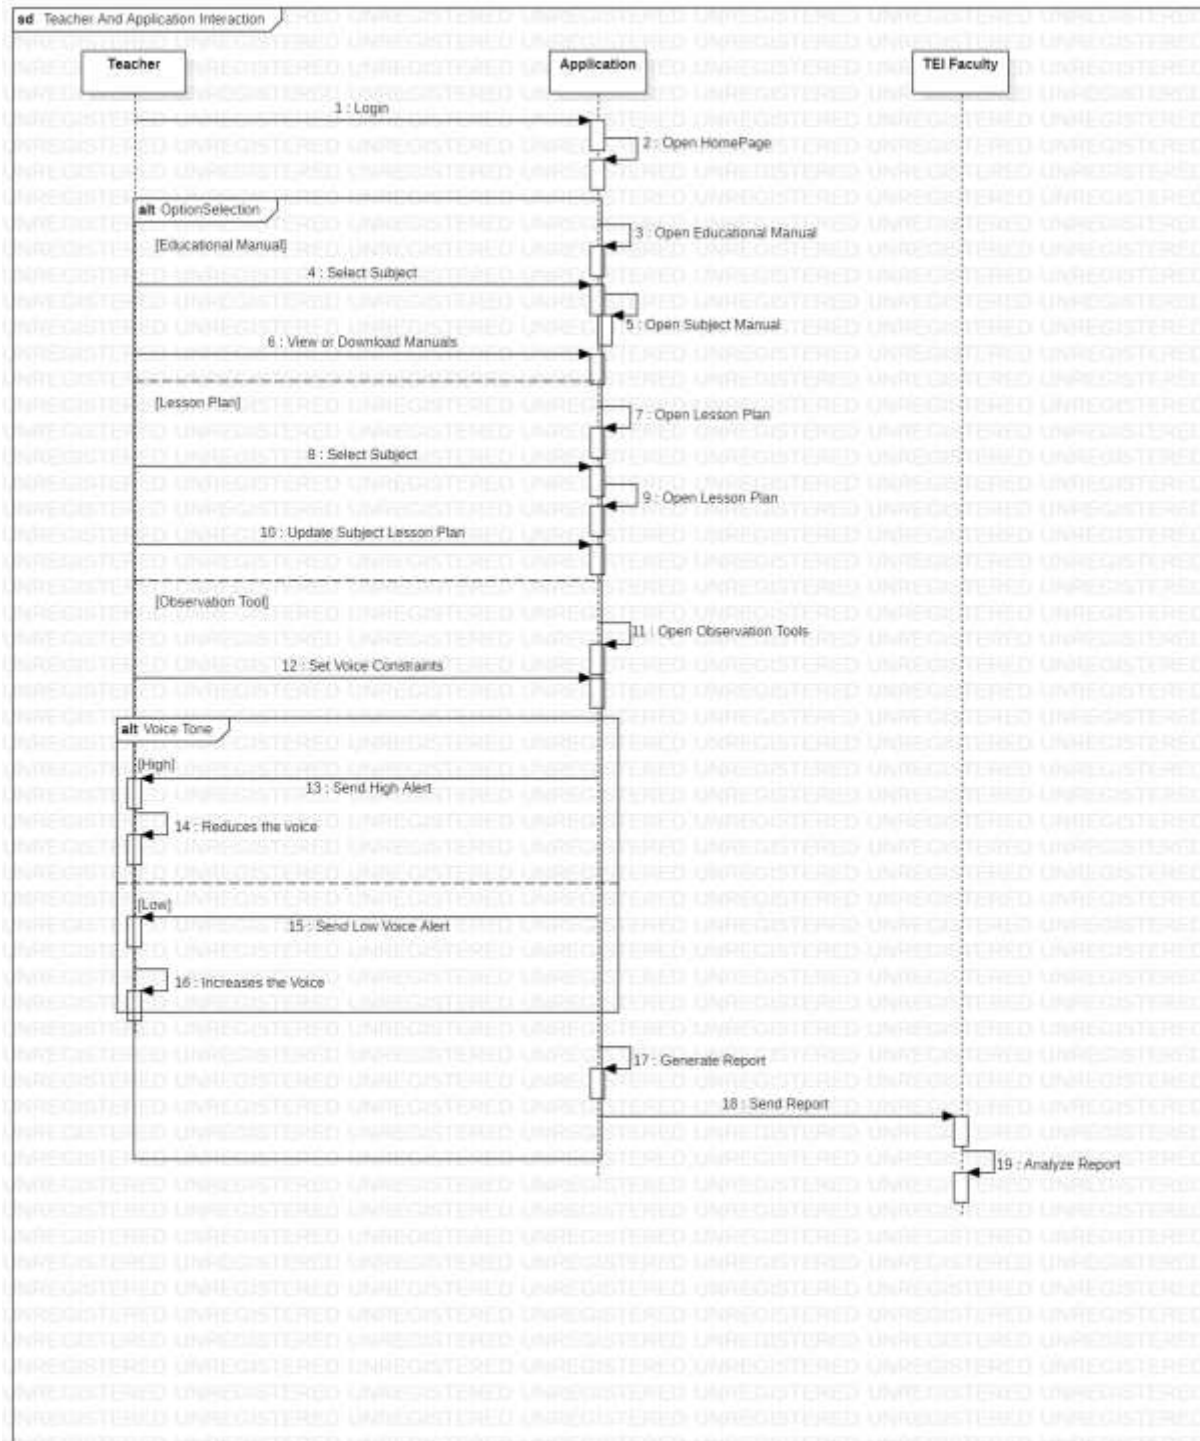 sd Teacher And Application Interaction
Teacher
Application
TEI Faculty
1 : Login
2 : Open HomePage
alt OptionSelection
3 : Open Educational Manual
[Educational Manual]
4 : Select Subject
5 : Open Subject Manual
6 : View or Download Manuals
[Lesson Plan]
7 : Open Lesson Plan
8 : Select Subject
9 : Open Lesson Plan
10 : Update Subject Lesson Plan
[Observation Tool]
11 : Open Observation Tools
12 : Set Voice Constraints
alt Voice Tone
[High]
13 : Send High Alert
14 : Reduces the voice
[Low]
15 : Send Low Voice Alert
16 : Increases the Voice
17 : Generate Report
18 : Send Report
19 : Analyze Report
UNREGISTERED